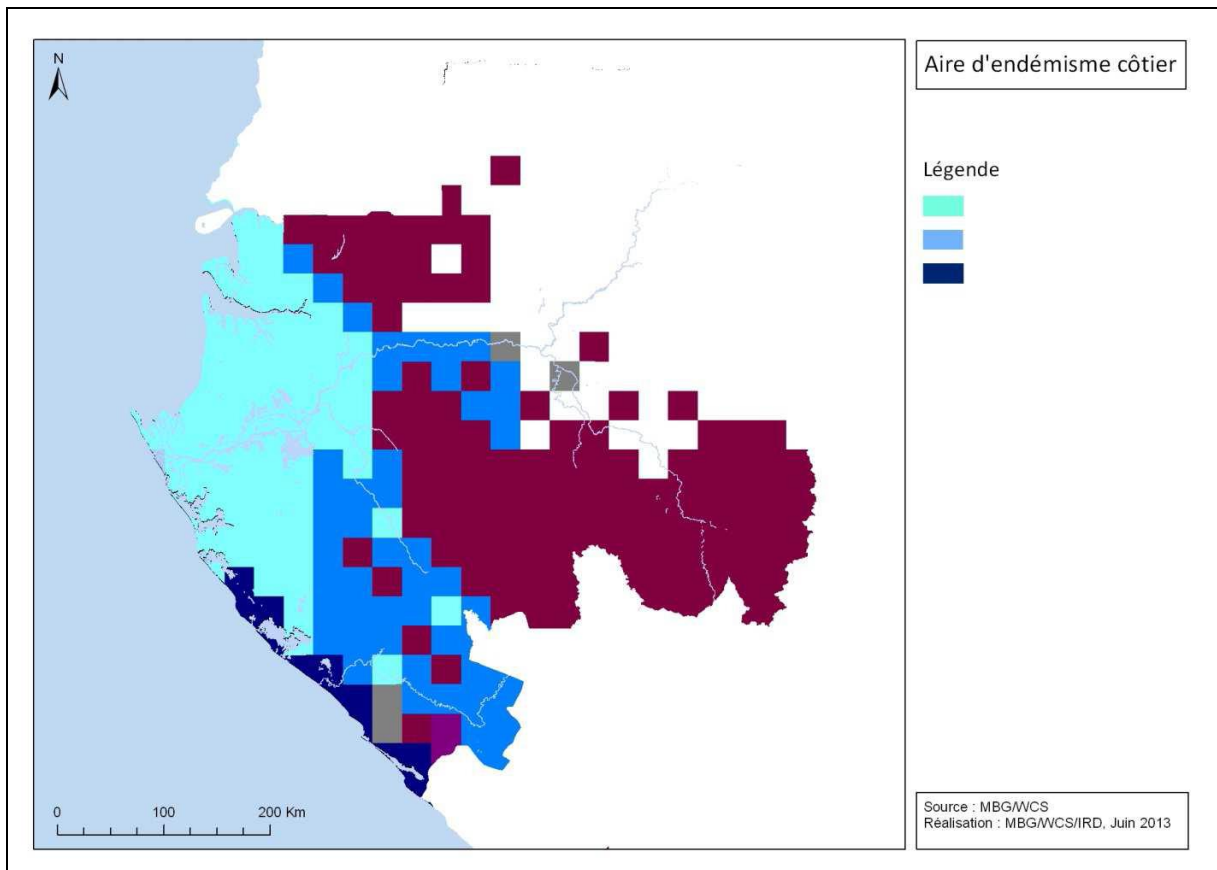 N
Aire d'endémisme côtier
Légende
0 100 200 Km
Source : MBG/WCS
Réalisation : MBG/WCS/IRD, Juin 2013